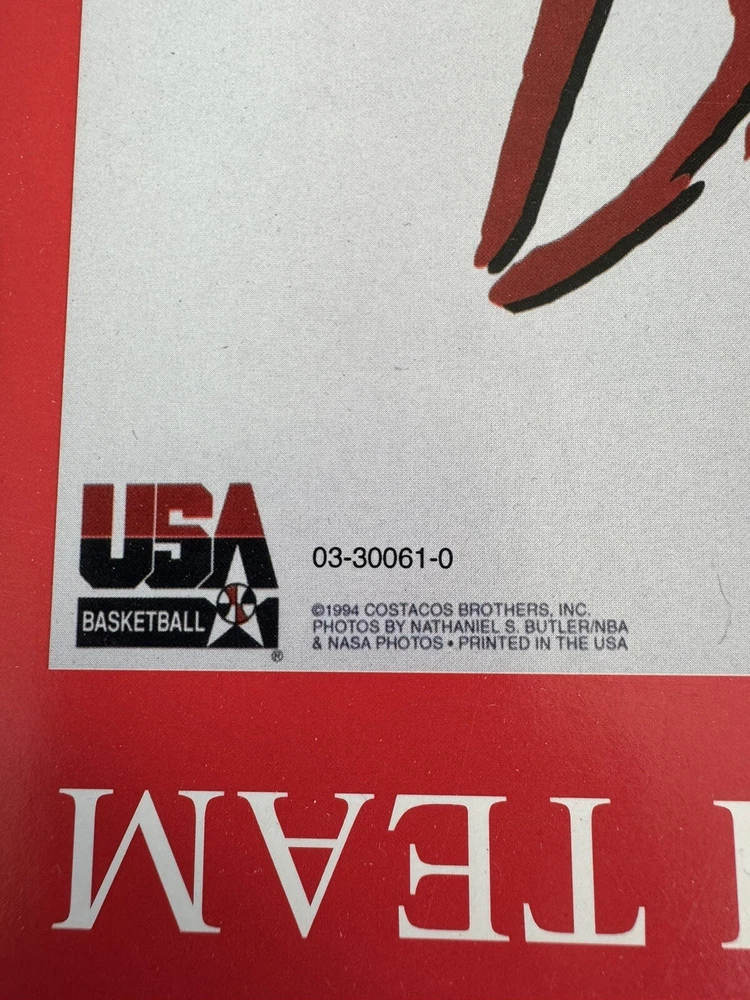 USA
BASKETBALL
®
03-30061-0
©1994 COSTACOS BROTHERS, INC.
PHOTOS BY NATHANIEL S. BUTLER/NBA
& NASA PHOTOS • PRINTED IN THE USA
TEAM